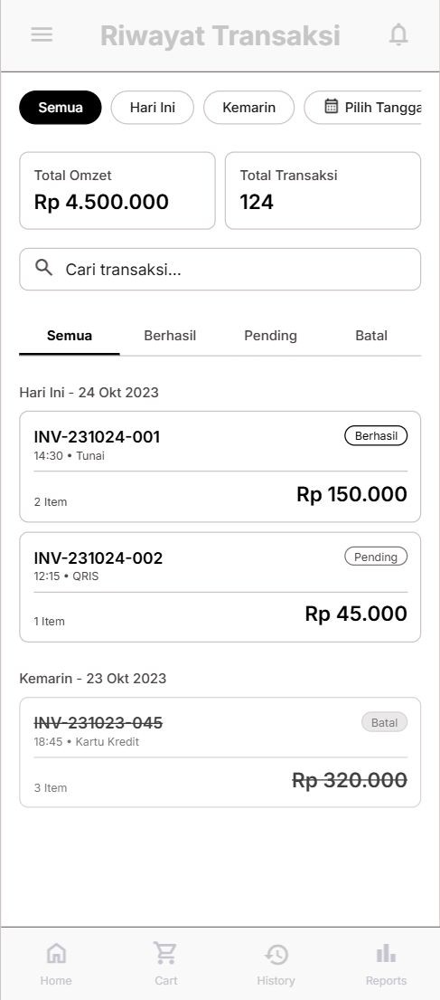 Riwayat Transaksi
Semua Hari Ini Kemarin Pilih Tangga
Total Omzet
Rp 4.500.000
Total Transaksi
124
Cari transaksi...
Semua Berhasil Pending Batal
Hari Ini - 24 Okt 2023
INV-231024-001 Berhasil
14:30 • Tunai
2 Item Rp 150.000
INV-231024-002 Pending
12:15 • QRIS
1 Item Rp 45.000
Kemarin - 23 Okt 2023
INV-231023-045 Batal
18:45 • Kartu Kredit
3 Item Rp 320.000
Home Cart History Reports